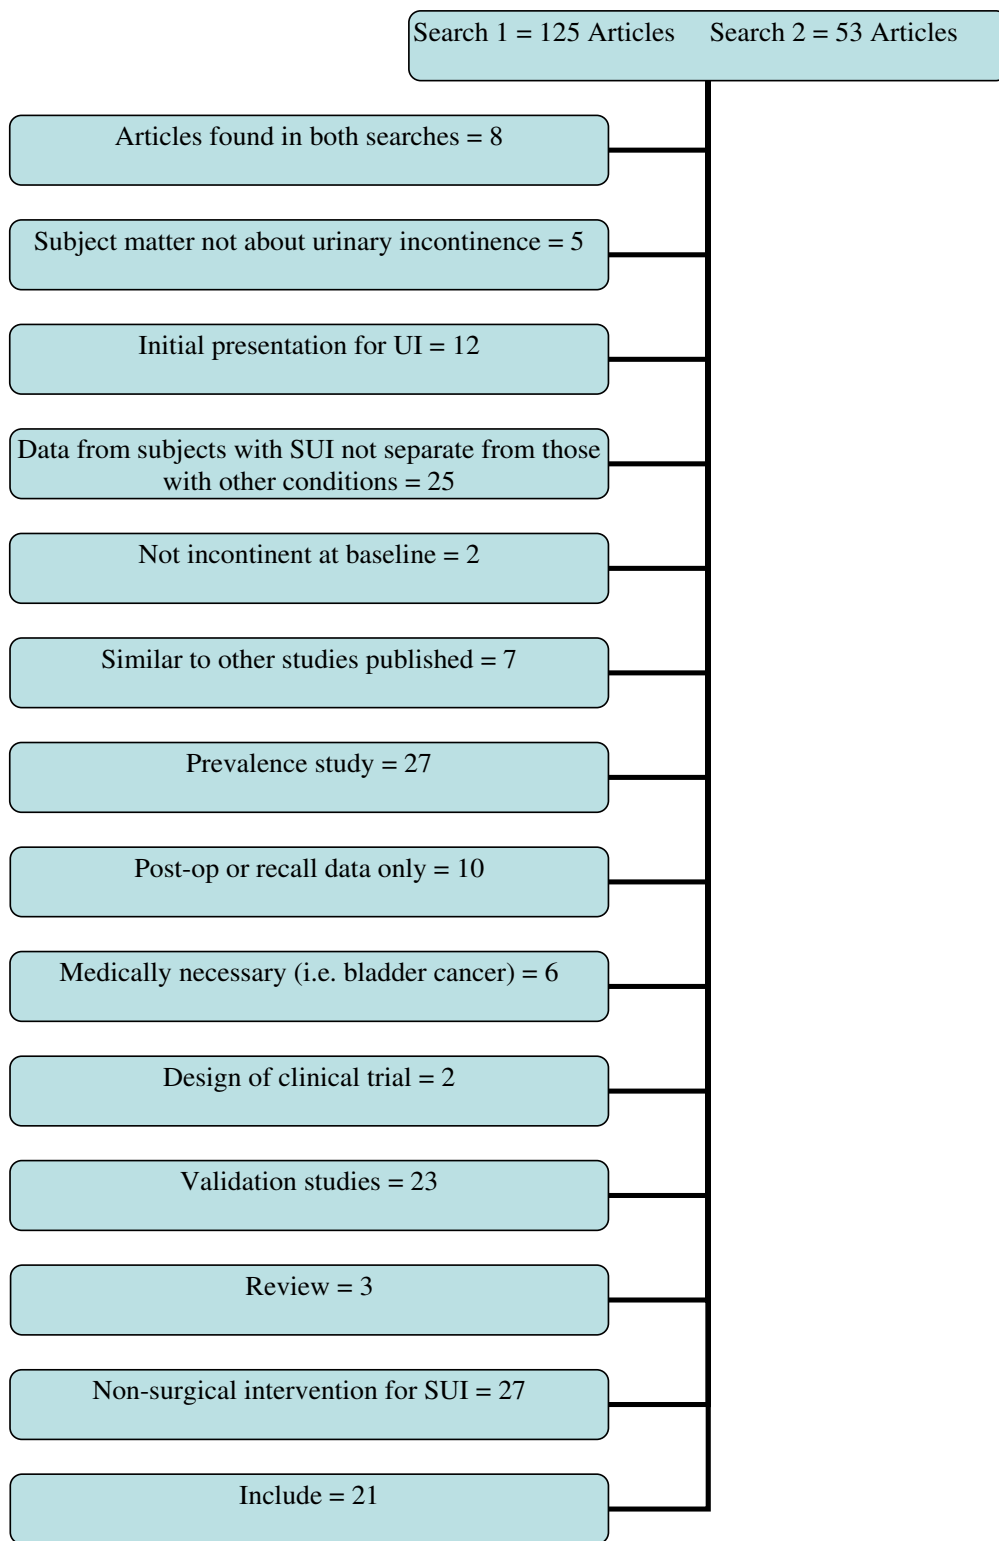 Search 1 = 125 Articles Search 2 = 53 Articles
Articles found in both searches = 8
Subject matter not about urinary incontinence = 5
Initial presentation for UI = 12
Data from subjects with SUI not separate from those
with other conditions = 25
Not incontinent at baseline = 2
Similar to other studies published = 7
Prevalence study = 27
Post-op or recall data only = 10
Medically necessary (i.e. bladder cancer) = 6
Design of clinical trial = 2
Validation studies = 23
Review = 3
Non-surgical intervention for SUI = 27
Include = 21